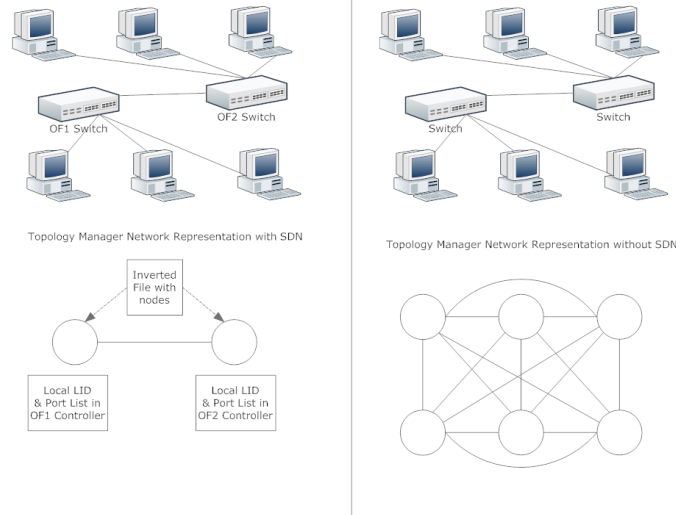 OF1 Switch
OF2 Switch
Topology Manager Network Representation with SDN
Inverted
File with
nodes
Local LID
& Port List in
OF1 Controller
Local LID
& Port List in
OF2 Controller
Switch
Switch
Topology Manager Network Representation without SDN